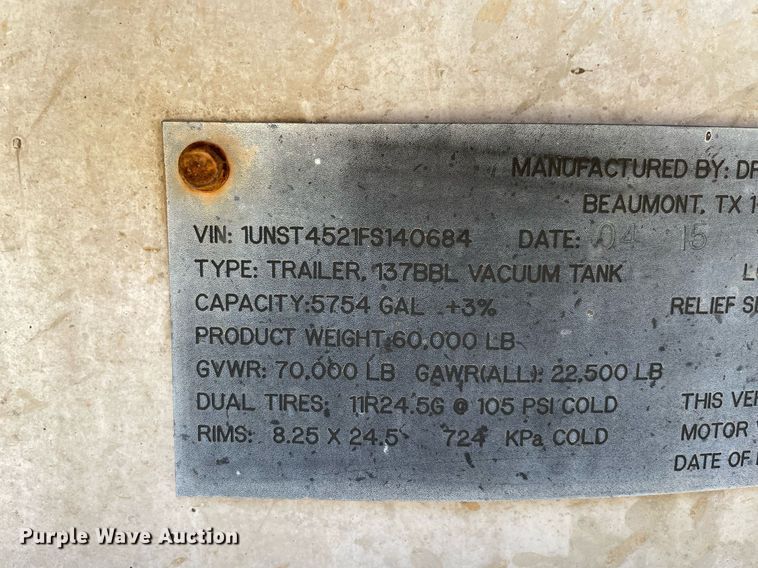 MANUFACTURED BY: DR
BEAUMONT, TX 1-
VIN: 1UNST4521FS140684 DATE: 04 15
TYPE: TRAILER, 137BBL VACUUM TANK
CAPACITY:5754 GAL +3% RELIEF
PRODUCT WEIGHT:60,000 LB
GVWR: 70,000 LB GAWR(ALL): 22,500 LB
DUAL TIRES: 11R24.5G @ 105 PSI COLD THIS
RIMS: 8.25 X 24.5 724 KPa COLD MOTOR
DATE OF
Purple Wave Auction